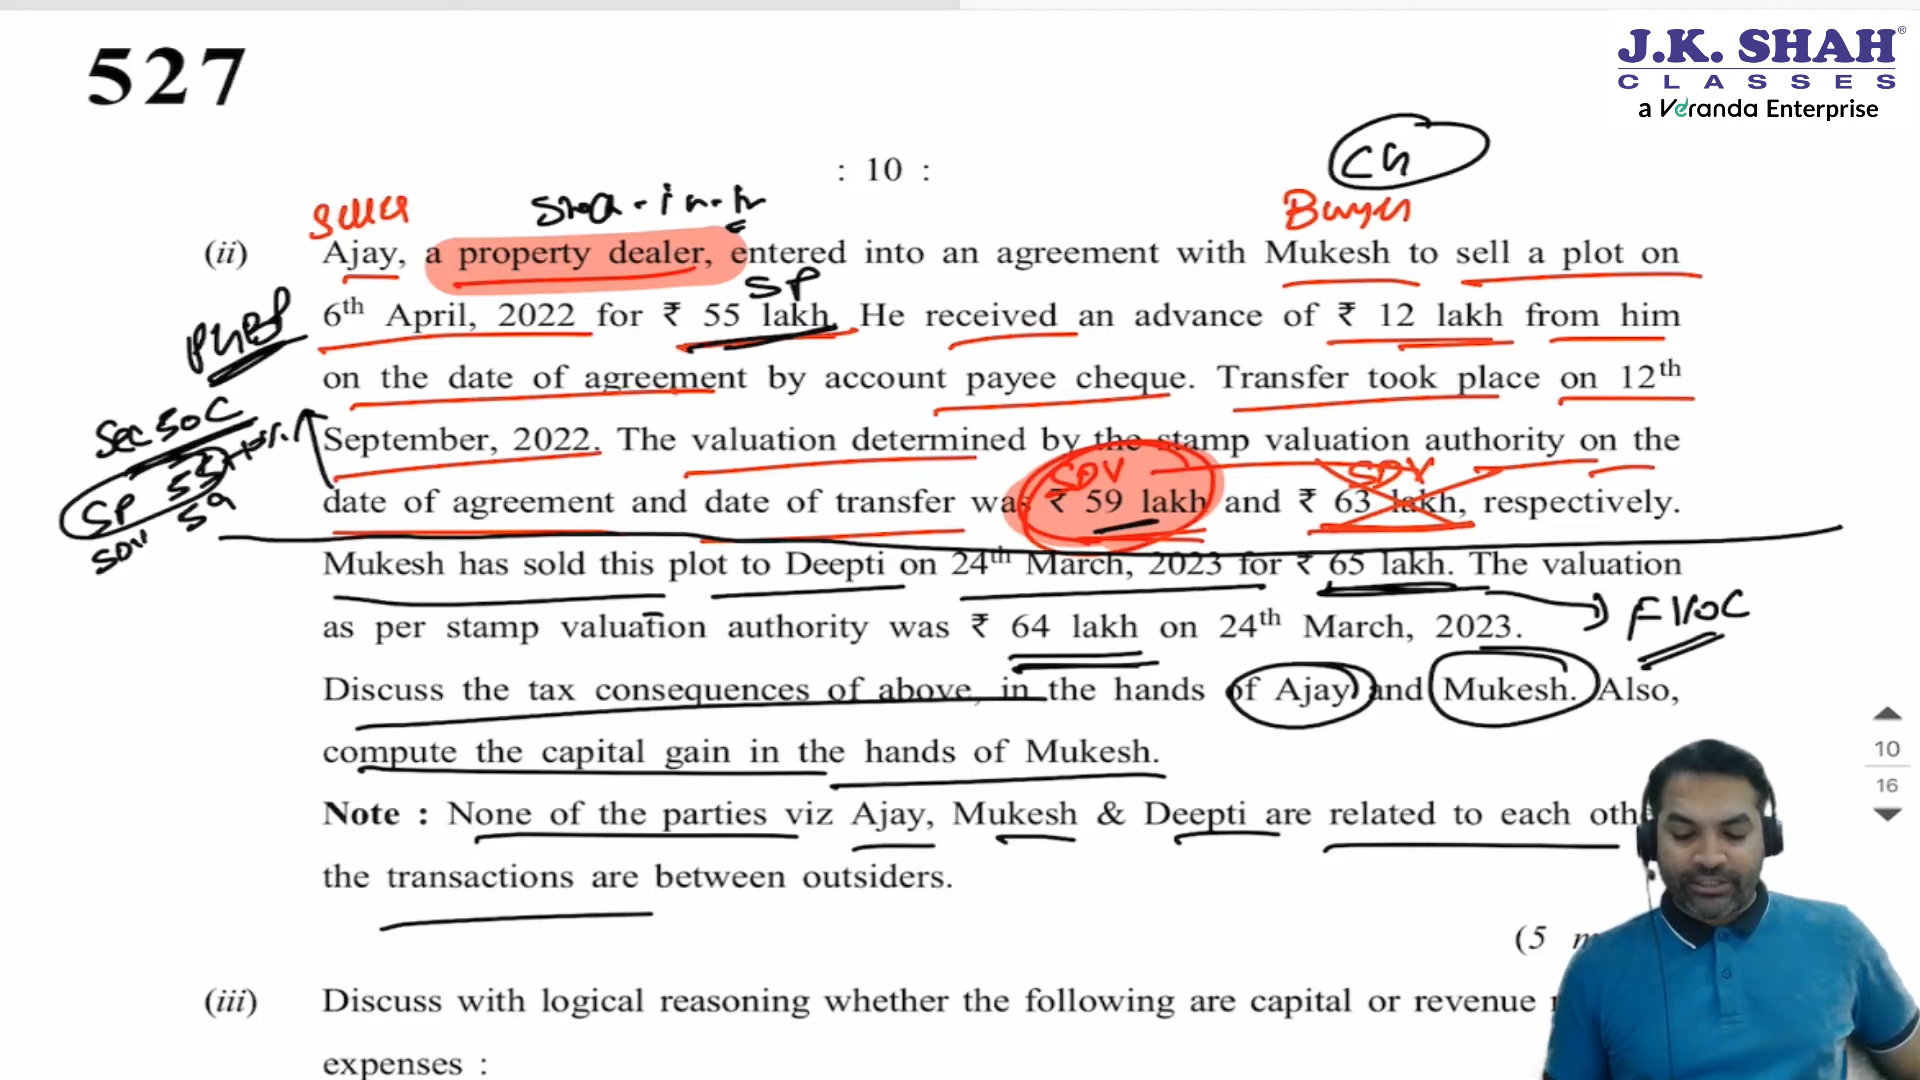 527
J.K. SHAH®
CLASSES
a Veranda Enterprise
: 10 :
CG
Seller
Buyer
(ii) Ajay, a property dealer, entered into an agreement with Mukesh to sell a plot on
SP
6th April, 2022 for ₹ 55 lakh. He received an advance of ₹ 12 lakh from him
PGBP
on the date of agreement by account payee cheque. Transfer took place on 12th
Sec 50C
September, 2022. The valuation determined by the stamp valuation authority on the
SDV SDV
date of agreement and date of transfer was ₹ 59 lakh and ₹ 63 lakh, respectively.
SP 55
SDV 59
Mukesh has sold this plot to Deepti on 24th March, 2023 for ₹ 65 lakh. The valuation
FVOC
as per stamp valuation authority was ₹ 64 lakh on 24th March, 2023.
Discuss the tax consequences of above, in the hands of Ajay and Mukesh. Also,
compute the capital gain in the hands of Mukesh.
Note : None of the parties viz Ajay, Mukesh & Deepti are related to each oth
the transactions are between outsiders.
(5 m
(iii) Discuss with logical reasoning whether the following are capital or revenue
expenses :
10
16